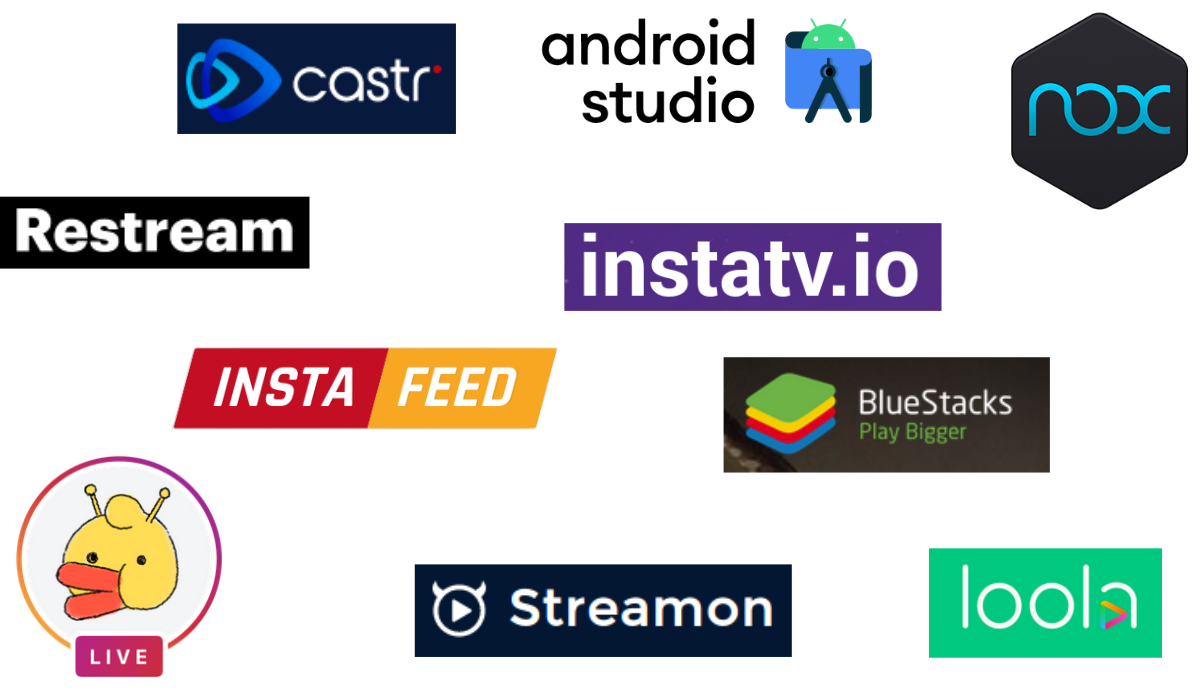 castr
android
studio
nox
Restream
instatv.io
INSTA FEED
BlueStacks
Play Bigger
LIVE
Streamon
loola